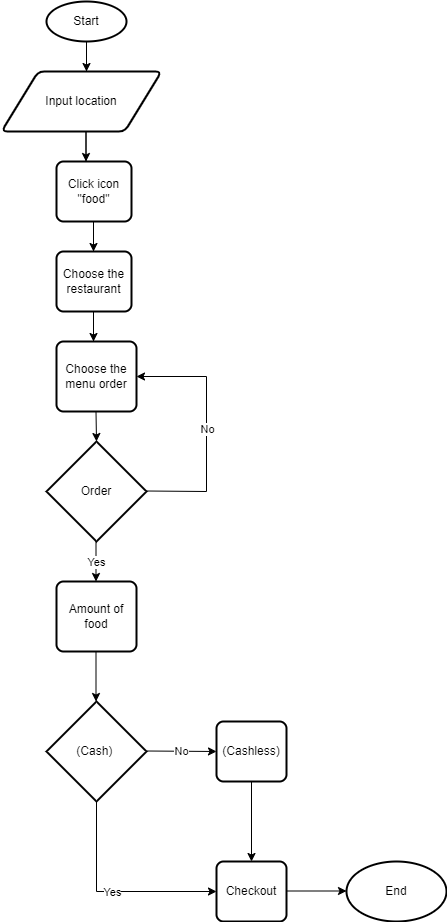 Start
Input location
Click icon
"food"
Choose the
restaurant
Choose the
menu order
No
Order
Yes
Amount of
food
(Cash)
No
(Cashless)
Yes
Checkout
End